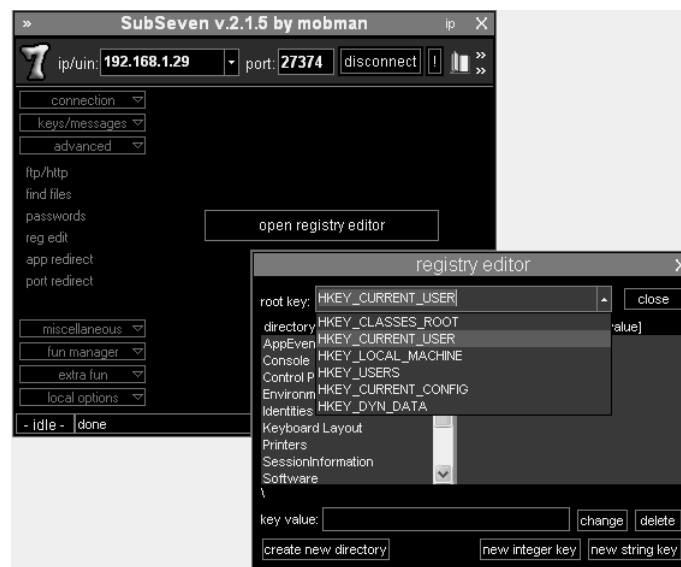 » SubSeven v.2.1.5 by mobman ip X
7 ip/uin: 192.168.1.29 port: 27374 disconnect ! »
»
connection
keys/messages
advanced
ftp/http
find files
passwords
reg edit
app redirect
port redirect
open registry editor
miscellaneous
fun manager
extra fun
local options
- idle - done
registry editor X
root key: HKEY_CURRENT_USER close
HKEY_CLASSES_ROOT
HKEY_CURRENT_USER
HKEY_LOCAL_MACHINE
HKEY_USERS
HKEY_CURRENT_CONFIG
HKEY_DYN_DATA
directory value]
AppEven
Console
Control P
Environm
Identities
Keyboard Layout
Printers
SessionInformation
Software
\
key value: change delete
create new directory new integer key new string key